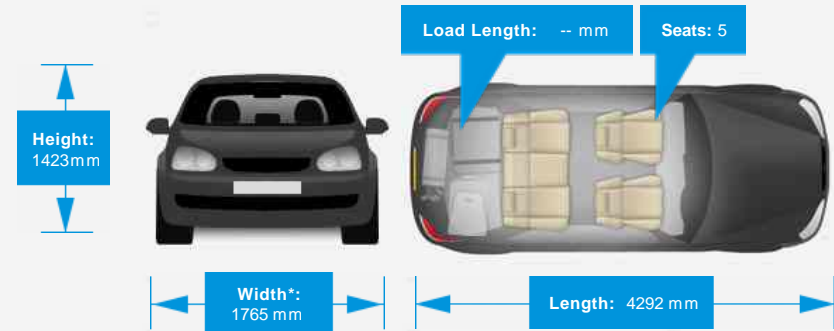 Load Length: -- mm
Seats: 5
Height:
1423mm
Width*:
1765 mm
Length: 4292 mm